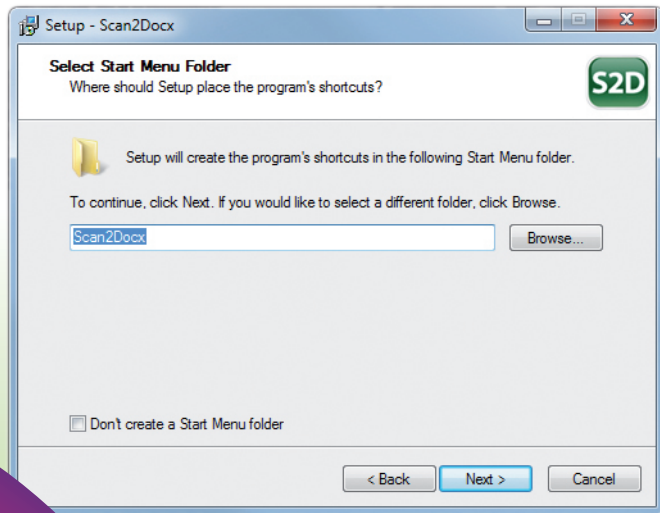 Setup - Scan2Docx
Select Start Menu Folder
Where should Setup place the program's shortcuts?
S2D
Setup will create the program's shortcuts in the following Start Menu folder.
To continue, click Next. If you would like to select a different folder, click Browse.
Scan2Docx
Browse...
Don't create a Start Menu folder
< Back
Next >
Cancel